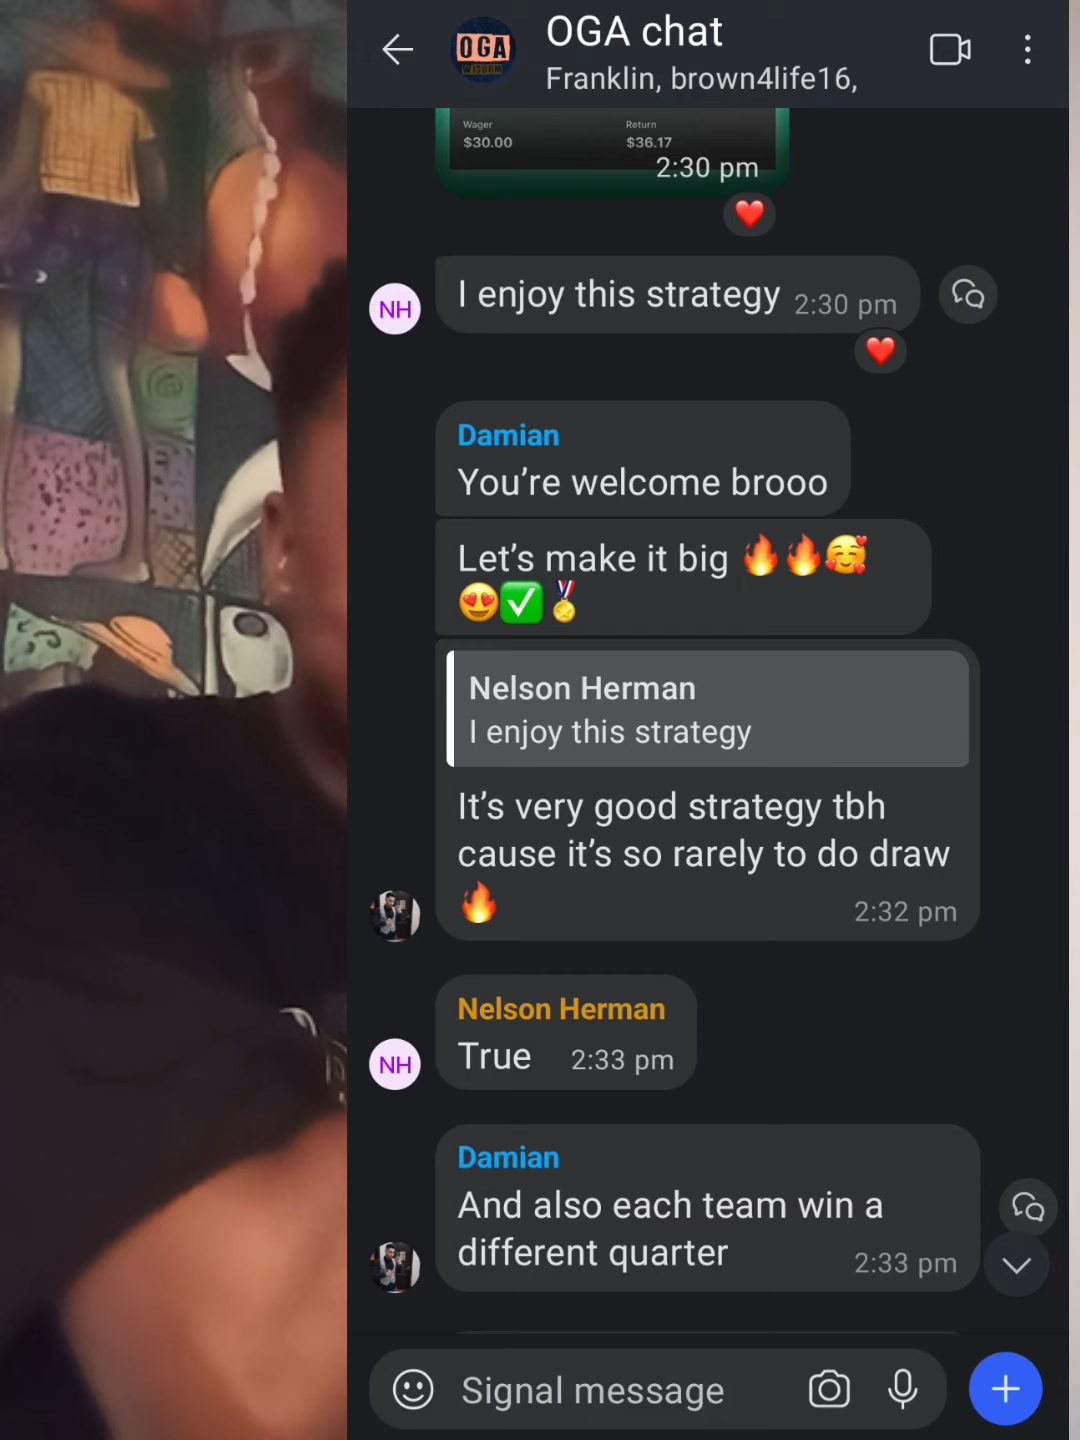 OGA chat
OGA
WISDOM
Franklin, brown4life16,
Wager
Return
$30.00
$36.17
2:30 pm
❤️
NH
I enjoy this strategy 2:30 pm
❤️
Damian
You’re welcome brooo
Let’s make it big 🔥🔥🥰
😍✅🏅
Nelson Herman
I enjoy this strategy
It’s very good strategy tbh
cause it’s so rarely to do draw
🔥 2:32 pm
Nelson Herman
NH
True 2:33 pm
Damian
And also each team win a
different quarter 2:33 pm
Signal message